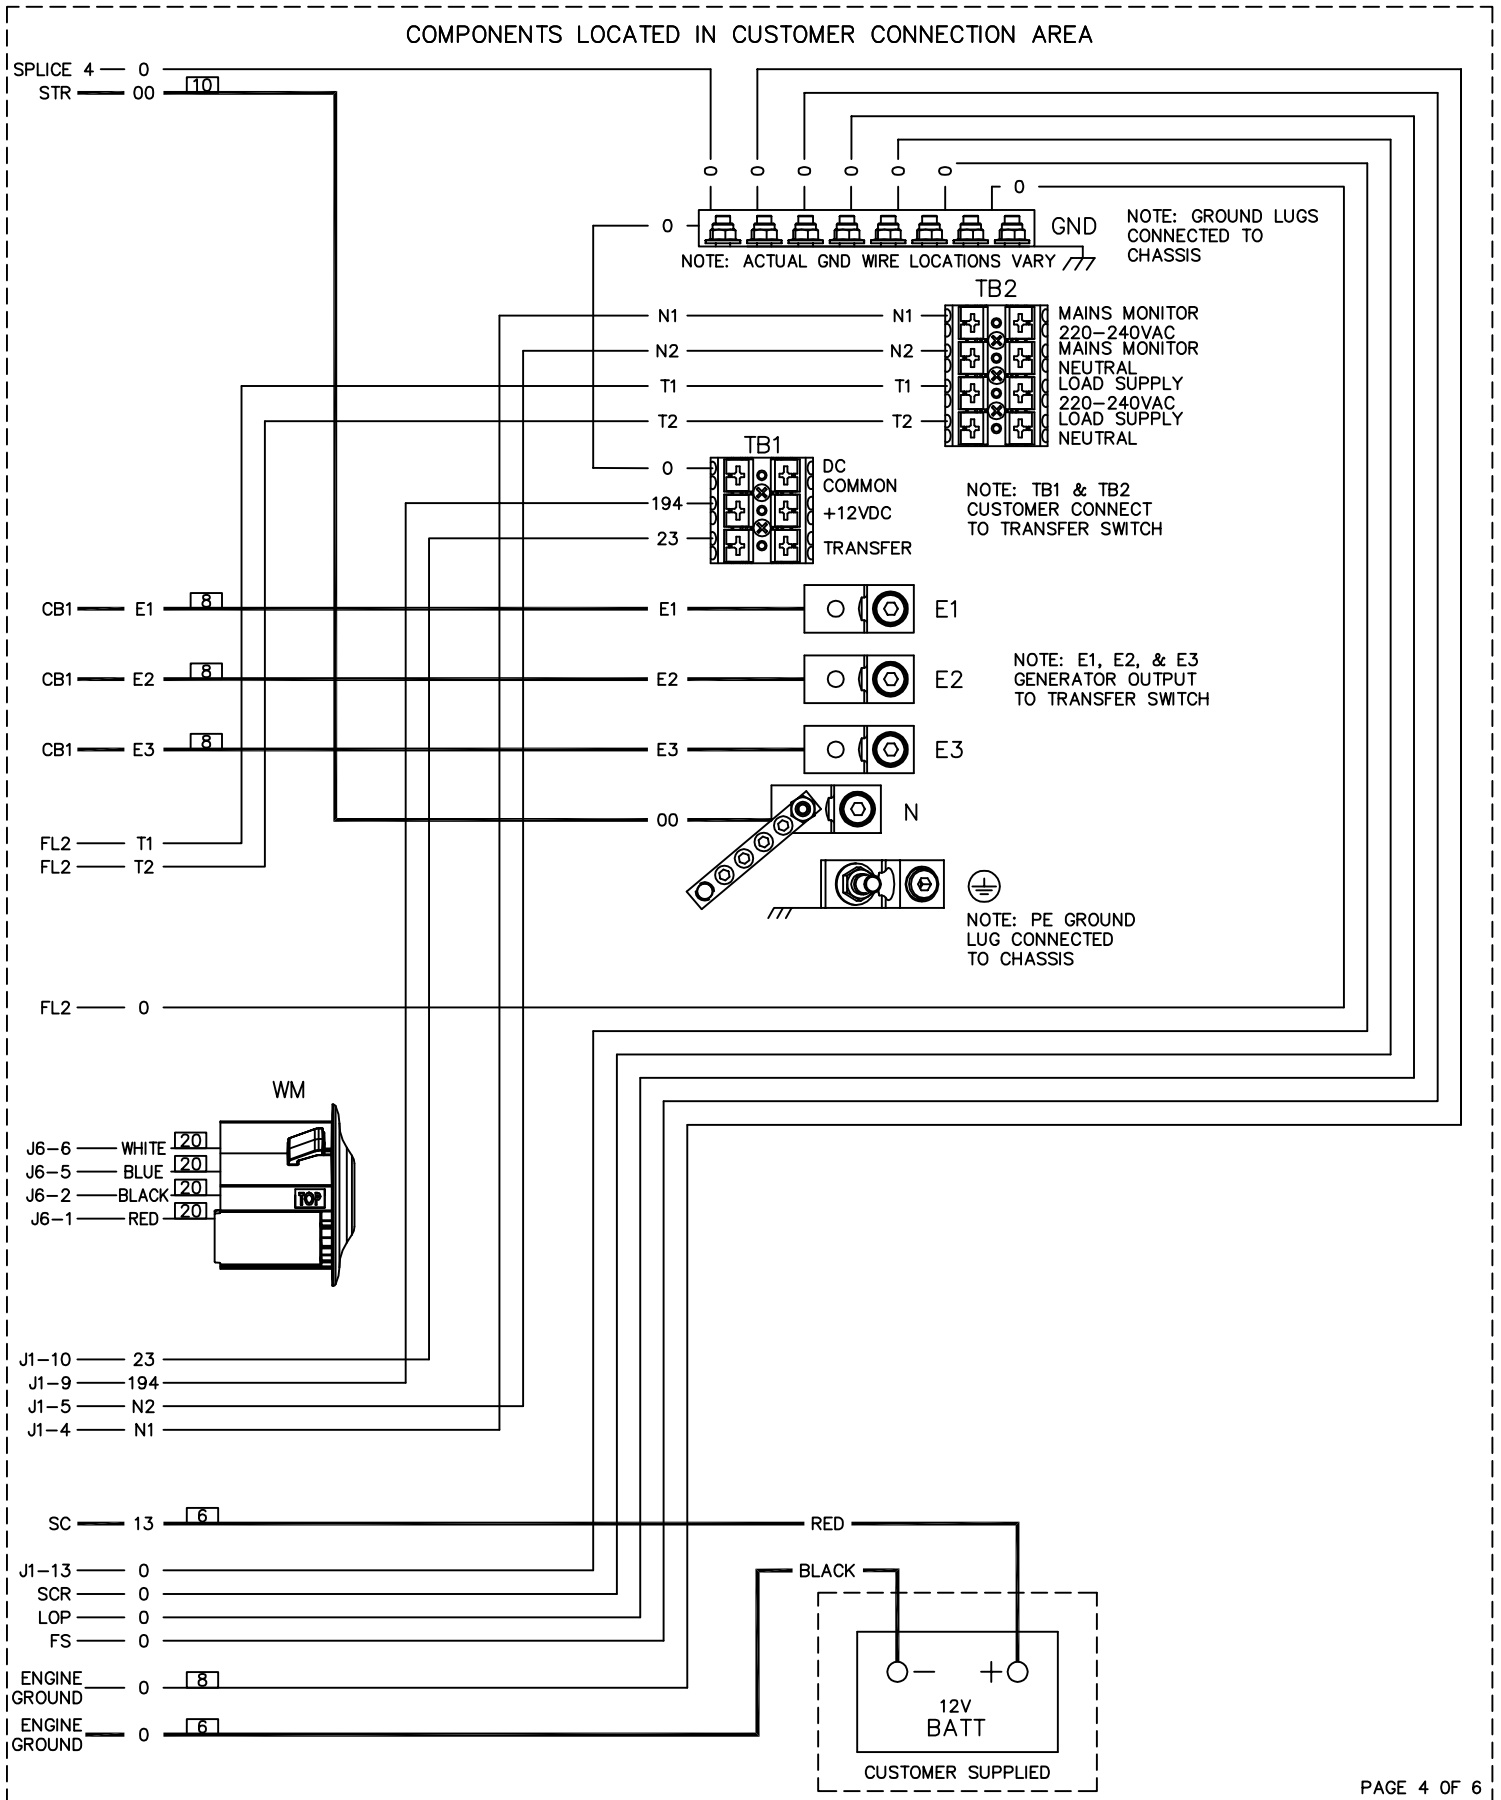 COMPONENTS LOCATED IN CUSTOMER CONNECTION AREA
SPLICE 4 0
STR 00 10
0 0 0 0 0 0 0
0 GND
NOTE: GROUND LUGS
CONNECTED TO
CHASSIS
NOTE: ACTUAL GND WIRE LOCATIONS VARY
TB2
N1 N1 MAINS MONITOR
220-240VAC
N2 N2 MAINS MONITOR
NEUTRAL
T1 T1 LOAD SUPPLY
220-240VAC
T2 T2 LOAD SUPPLY
NEUTRAL
TB1
0 DC
COMMON
194 +12VDC
23 TRANSFER
NOTE: TB1 & TB2
CUSTOMER CONNECT
TO TRANSFER SWITCH
CB1 E1 8 E1 E1
CB1 E2 8 E2 E2
NOTE: E1, E2, & E3
GENERATOR OUTPUT
TO TRANSFER SWITCH
CB1 E3 8 E3 E3
00 N
FL2 T1
FL2 T2
NOTE: PE GROUND
LUG CONNECTED
TO CHASSIS
FL2 0
WM
J6-6 WHITE 20
J6-5 BLUE 20
J6-2 BLACK 20
TOP
J6-1 RED 20
J1-10 23
J1-9 194
J1-5 N2
J1-4 N1
SC 13 6 RED
J1-13 0 BLACK
SCR 0
LOP 0
FS 0
ENGINE
GROUND 0 8
ENGINE
GROUND 0 6
− +
12V
BATT
CUSTOMER SUPPLIED
PAGE 4 OF 6